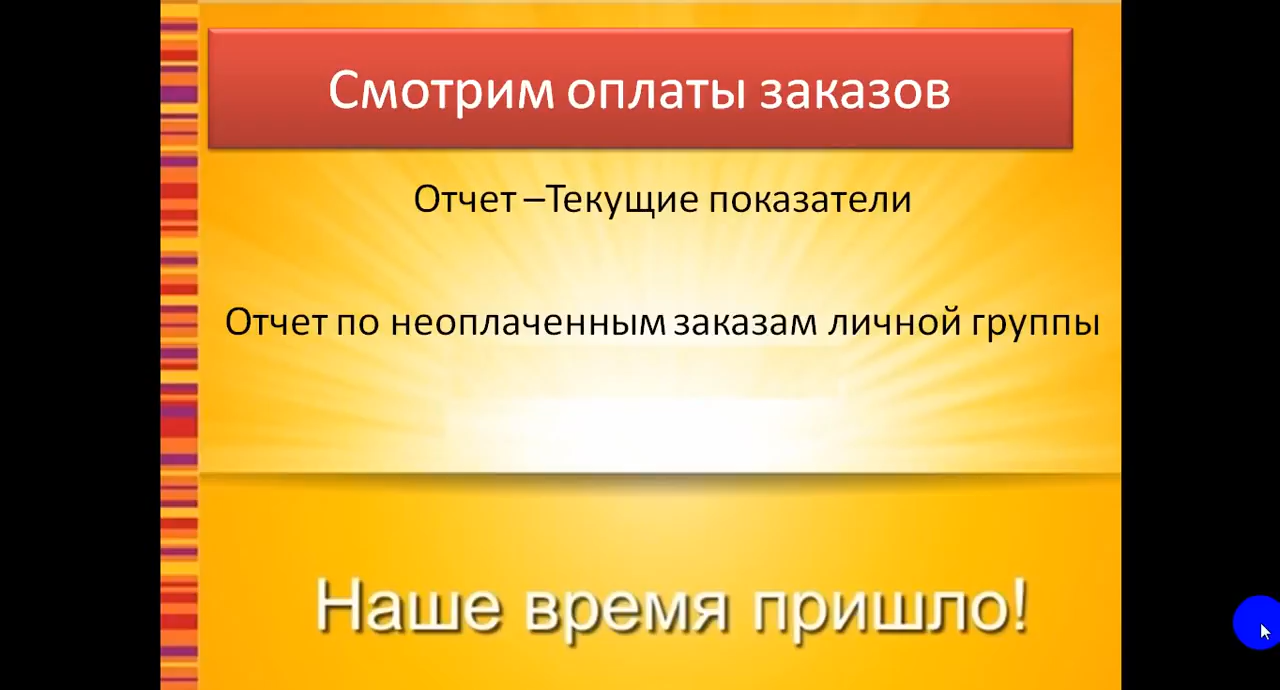 Смотрим оплаты заказов
Отчет –Текущие показатели
Отчет по неоплаченным заказам личной группы
Наше время пришло!